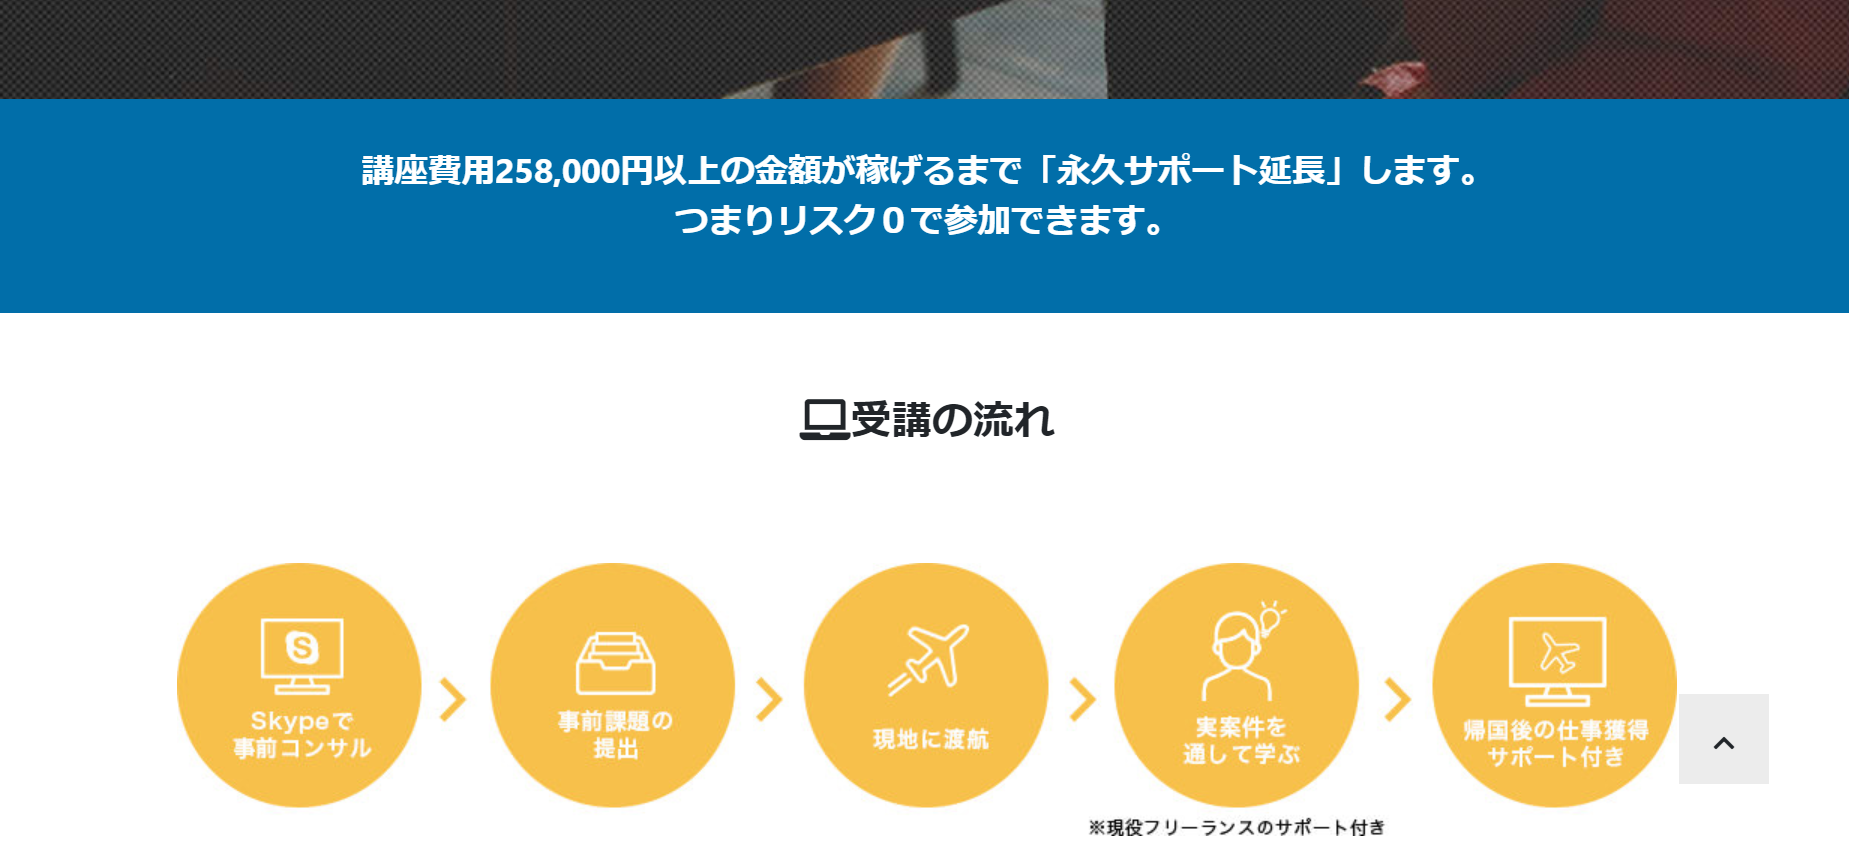 講座費用258,000円以上の金額が稼げるまで「永久サポート延長」します。
つまりリスク０で参加できます。
受講の流れ
Skypeで
事前コンサル
事前課題の
提出
現地に渡航
実案件を
通して学ぶ
帰国後の仕事獲得
サポート付き
※現役フリーランスのサポート付き